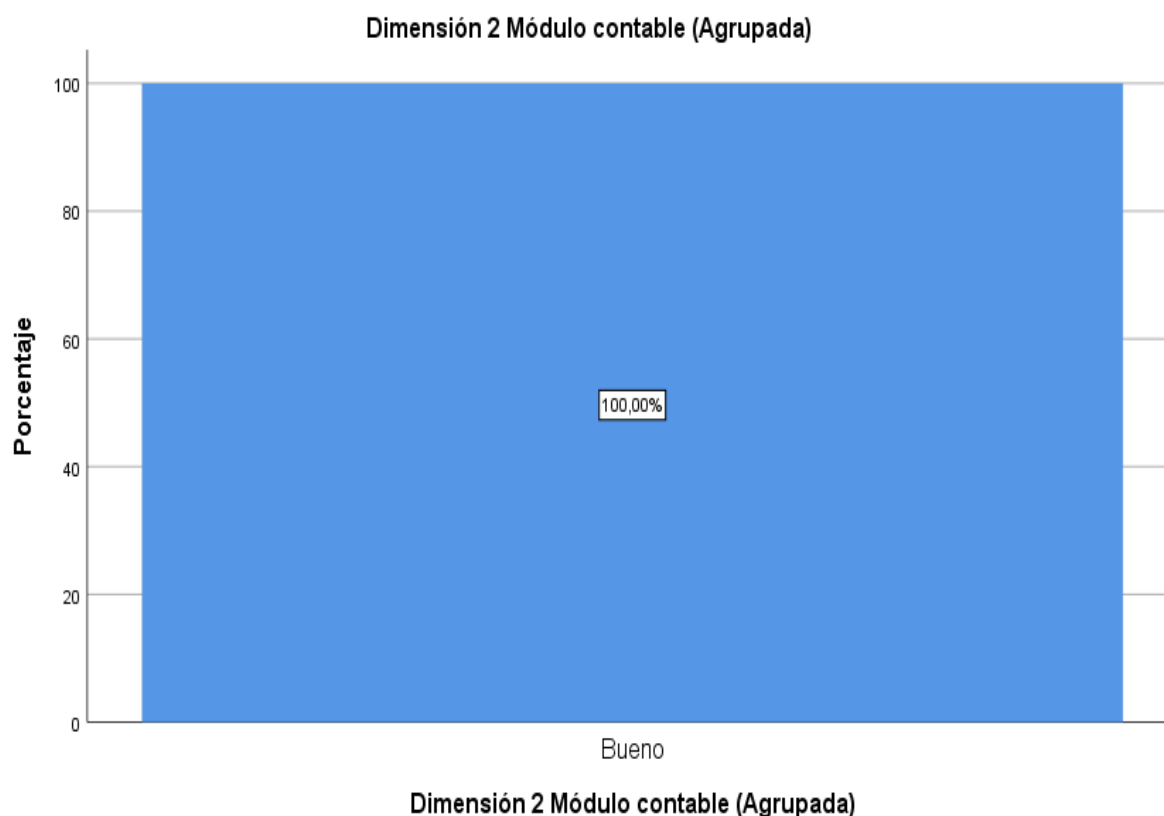 Dimensión 2 Módulo contable (Agrupada)
Porcentaje
100
80
60
40
20
0
100,00%
Bueno
Dimensión 2 Módulo contable (Agrupada)